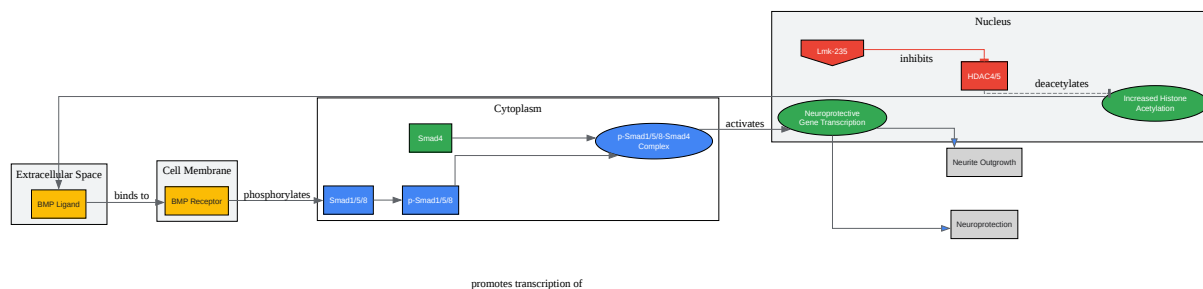 Nucleus
Lmk-235
inhibits
HDAC4/5
deacetylates
Increased Histone
Acetylation
Cytoplasm
Neuroprotective
Gene Transcription
activates
Smad4
p-Smad1/5/8-Smad4
Complex
Neurite Outgrowth
Extracellular Space
Cell Membrane
BMP Ligand
binds to
BMP Receptor
phosphorylates
Smad1/5/8
p-Smad1/5/8
Neuroprotection
promotes transcription of